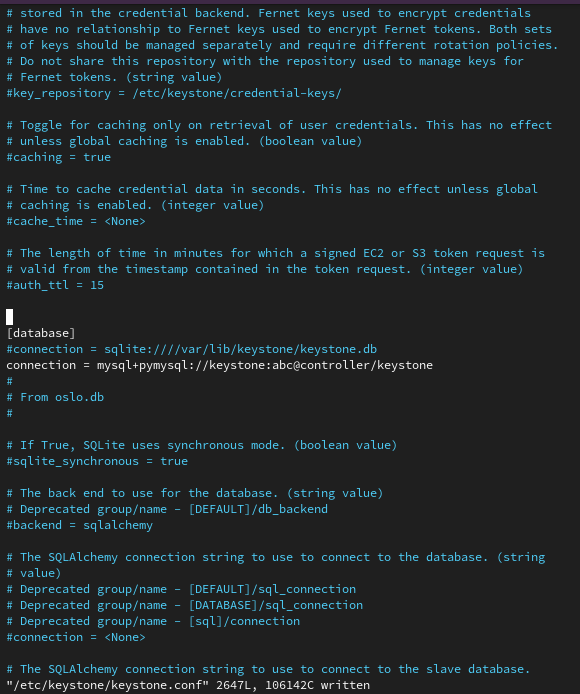 # stored in the credential backend. Fernet keys used to encrypt credentials
# have no relationship to Fernet keys used to encrypt Fernet tokens. Both sets
# of keys should be managed separately and require different rotation policies.
# Do not share this repository with the repository used to manage keys for
# Fernet tokens. (string value)
#key_repository = /etc/keystone/credential-keys/

# Toggle for caching only on retrieval of user credentials. This has no effect
# unless global caching is enabled. (boolean value)
#caching = true

# Time to cache credential data in seconds. This has no effect unless global
# caching is enabled. (integer value)
#cache_time = <None>

# The length of time in minutes for which a signed EC2 or S3 token request is
# valid from the timestamp contained in the token request. (integer value)
#auth_ttl = 15

[database]
#connection = sqlite:////var/lib/keystone/keystone.db
connection = mysql+pymysql://keystone:abc@controller/keystone
#
# From oslo.db
#

# If True, SQLite uses synchronous mode. (boolean value)
#sqlite_synchronous = true

# The back end to use for the database. (string value)
# Deprecated group/name - [DEFAULT]/db_backend
#backend = sqlalchemy

# The SQLAlchemy connection string to use to connect to the database. (string
# value)
# Deprecated group/name - [DEFAULT]/sql_connection
# Deprecated group/name - [DATABASE]/sql_connection
# Deprecated group/name - [sql]/connection
#connection = <None>

# The SQLAlchemy connection string to use to connect to the slave database.
"/etc/keystone/keystone.conf" 2647L, 106142C written